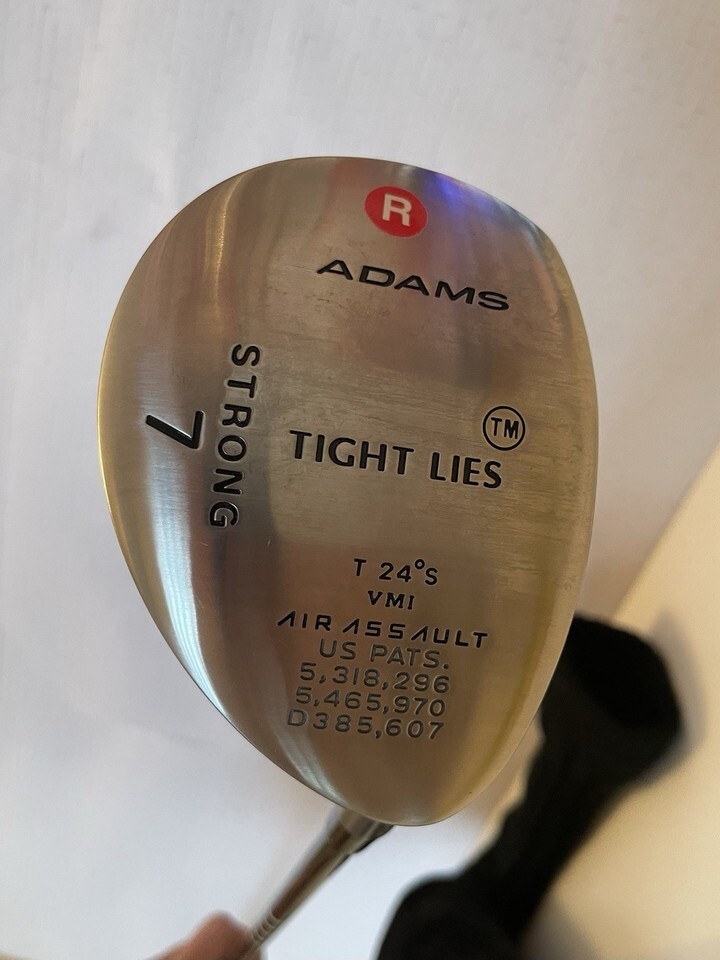 R
ADAMS
STRONG
7
TIGHT LIES
TM
T 24°S
VMI
AIR ASSAULT
US PATS.
5,318,296
5,465,970
D385,607